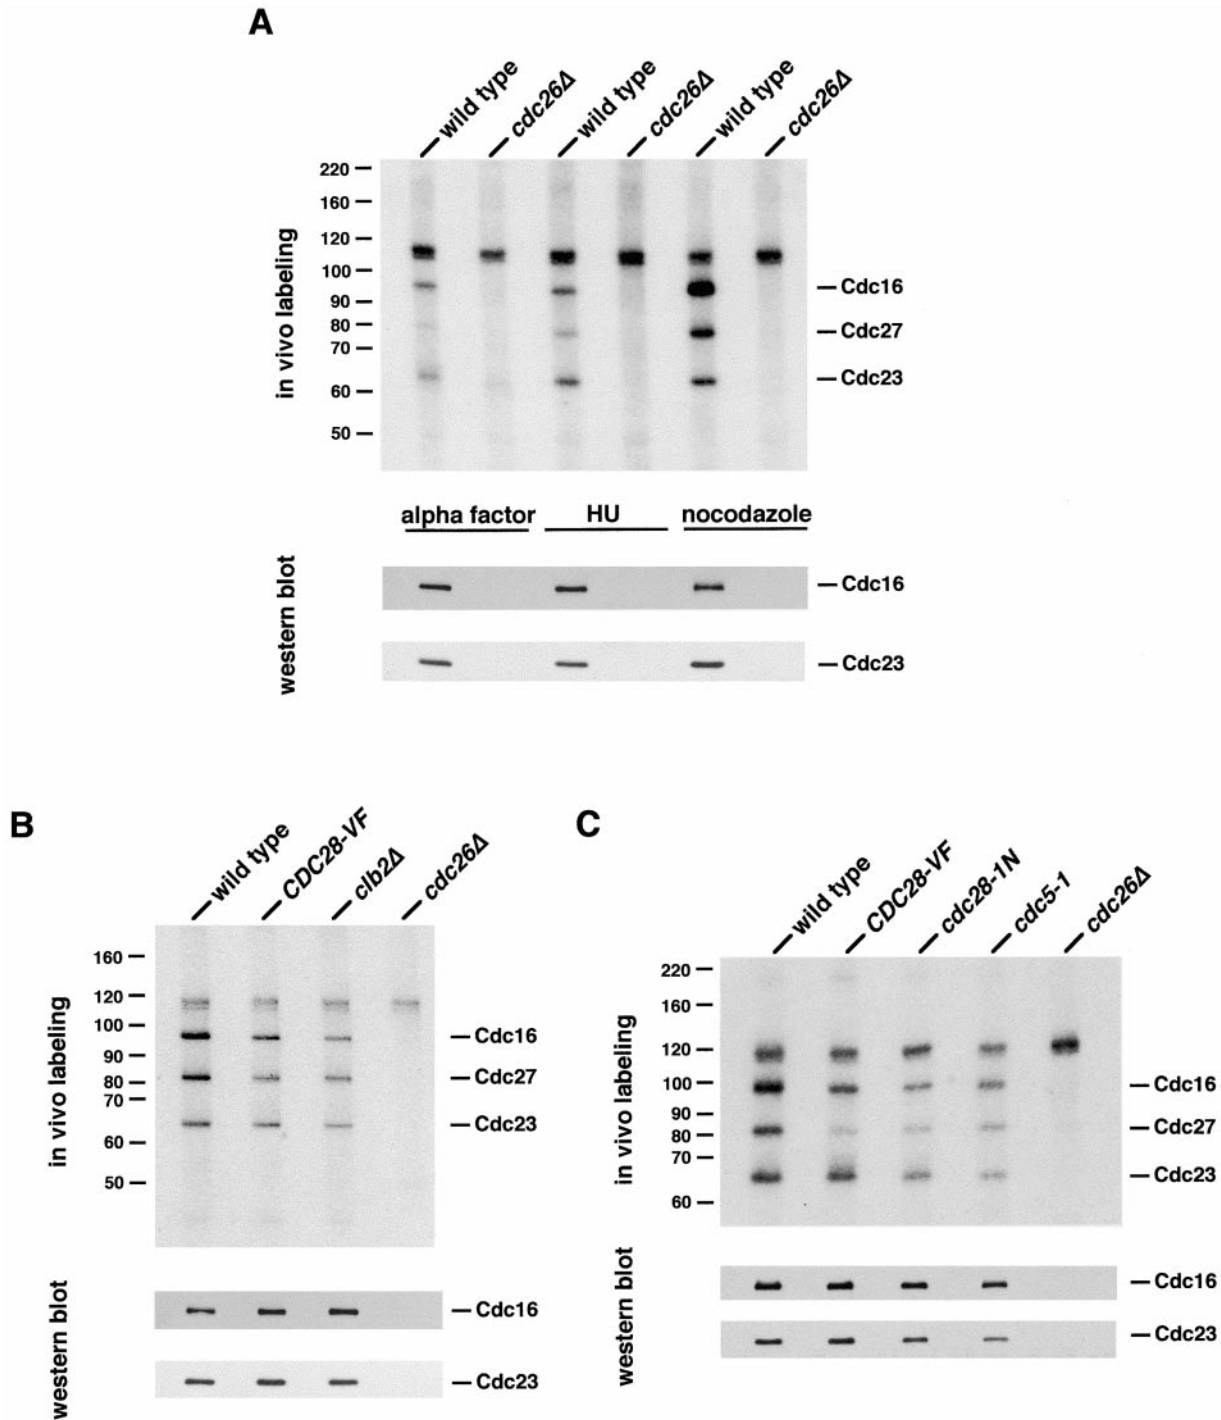 A
wild type
cdc26Δ
wild type
cdc26Δ
wild type
cdc26Δ
in vivo labeling
220
160
120
100
90
80
70
60
50
Cdc16
Cdc27
Cdc23
alpha factor
HU
nocodazole
western blot
Cdc16
Cdc23
B
wild type
CDC28-VF
clb2Δ
cdc26Δ
in vivo labeling
160
120
100
90
80
70
60
50
Cdc16
Cdc27
Cdc23
western blot
Cdc16
Cdc23
C
wild type
CDC28-VF
cdc28-1N
cdc5-1
cdc26Δ
in vivo labeling
220
160
120
100
90
80
70
60
Cdc16
Cdc27
Cdc23
western blot
Cdc16
Cdc23